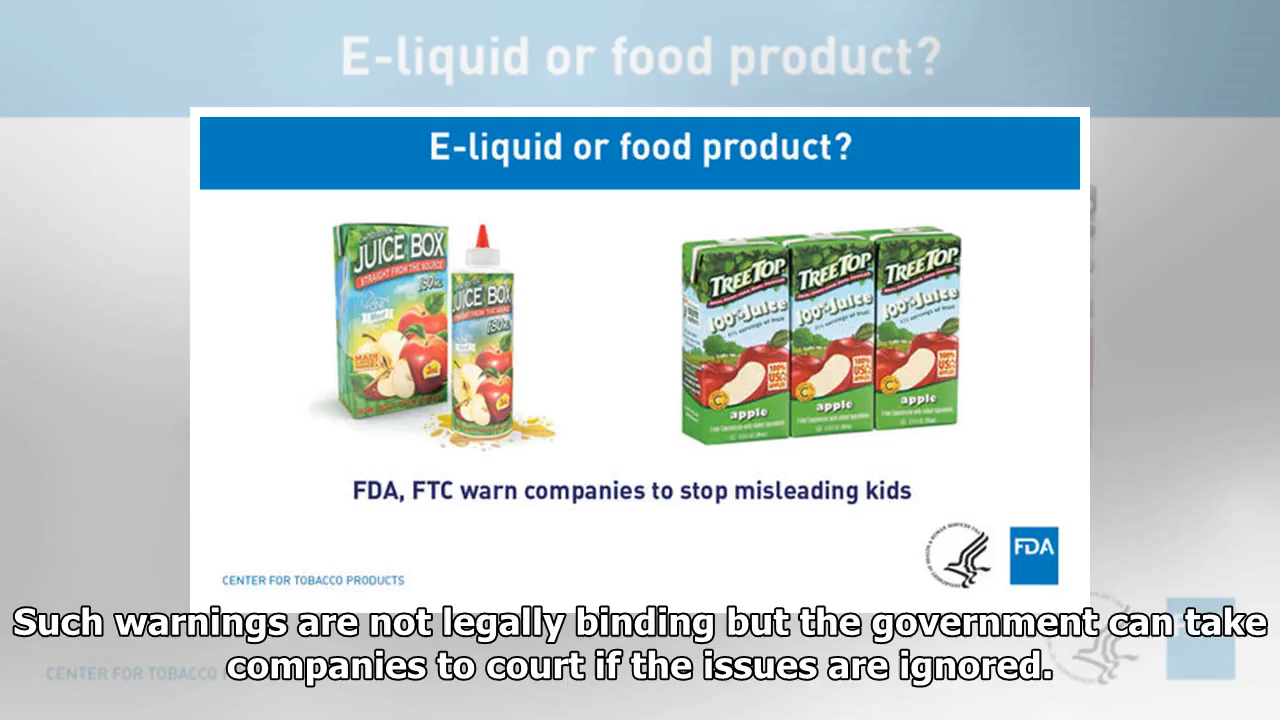 E-liquid or food product?
E-liquid or food product?
JUICE BOX
STRAIGHT FROM THE SOURCE
JUICE BOX
TREE TOP
100% Juice
apple
TREE TOP
100% Juice
apple
TREE TOP
100% Juice
apple
FDA, FTC warn companies to stop misleading kids
FDA
CENTER FOR TOBACCO PRODUCTS
Such warnings are not legally binding but the government can take
companies to court if the issues are ignored.
CENTER FOR TOBACCO